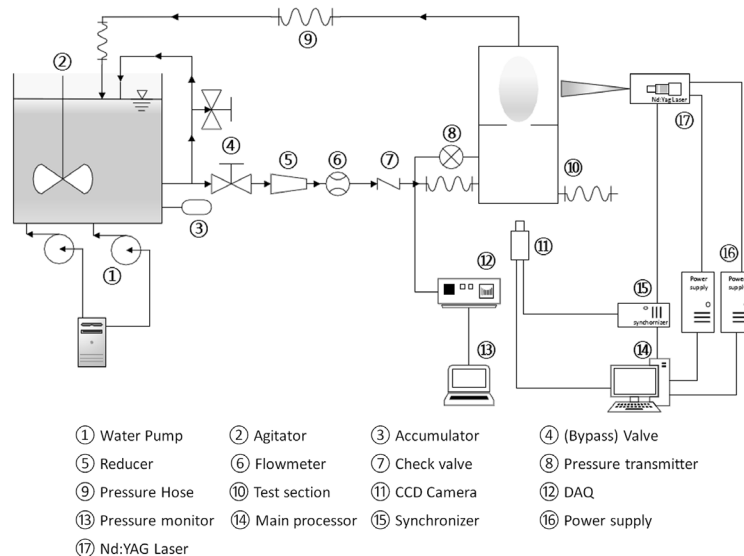 ⑨
②
Nd:Yag Laser
⑰
⑧
④
⑤
⑥
⑦
⑩
③
⑪
①
⑫
⑯
Power
supply
Power
supply
⑮
synchornizer
⑬
⑭
① Water Pump ② Agitator ③ Accumulator ④ (Bypass) Valve
⑤ Reducer ⑥ Flowmeter ⑦ Check valve ⑧ Pressure transmitter
⑨ Pressure Hose ⑩ Test section ⑪ CCD Camera ⑫ DAQ
⑬ Pressure monitor ⑭ Main processor ⑮ Synchronizer ⑯ Power supply
⑰ Nd:YAG Laser